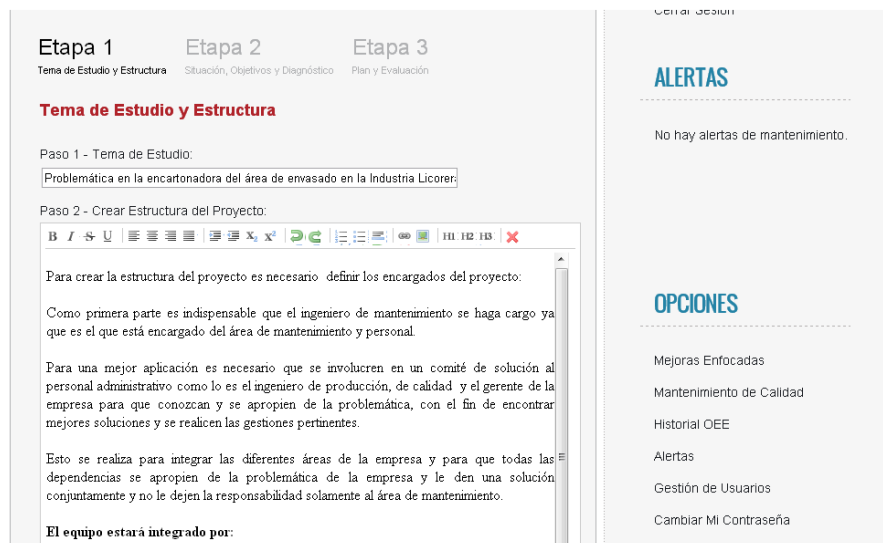 Etapa 1
Tema de Estudio y Estructura
Etapa 2
Situación, Objetivos y Diagnóstico
Etapa 3
Plan y Evaluación
Tema de Estudio y Estructura
Paso 1 - Tema de Estudio:
Problemática en la encartonadora del área de envasado en la Industria Licorer
Paso 2 - Crear Estructura del Proyecto:
B I S U X₂ X² H1 H2 H3
Para crear la estructura del proyecto es necesario definir los encargados del proyecto:
Como primera parte es indispensable que el ingeniero de mantenimiento se haga cargo ya
que es el que está encargado del área de mantenimiento y personal.
Para una mejor aplicación es necesario que se involucren en un comité de solución al
personal administrativo como lo es el ingeniero de producción, de calidad y el gerente de la
empresa para que conozcan y se apropien de la problemática, con el fin de encontrar
mejores soluciones y se realicen las gestiones pertinentes.
Esto se realiza para integrar las diferentes áreas de la empresa y para que todas las
dependencias se apropien de la problemática de la empresa y le den una solución
conjuntamente y no le dejen la responsabilidad solamente al área de mantenimiento.
El equipo estará integrado por:
Cerrar Sesión
ALERTAS
No hay alertas de mantenimiento.
OPCIONES
Mejoras Enfocadas
Mantenimiento de Calidad
Historial OEE
Alertas
Gestión de Usuarios
Cambiar Mi Contraseña